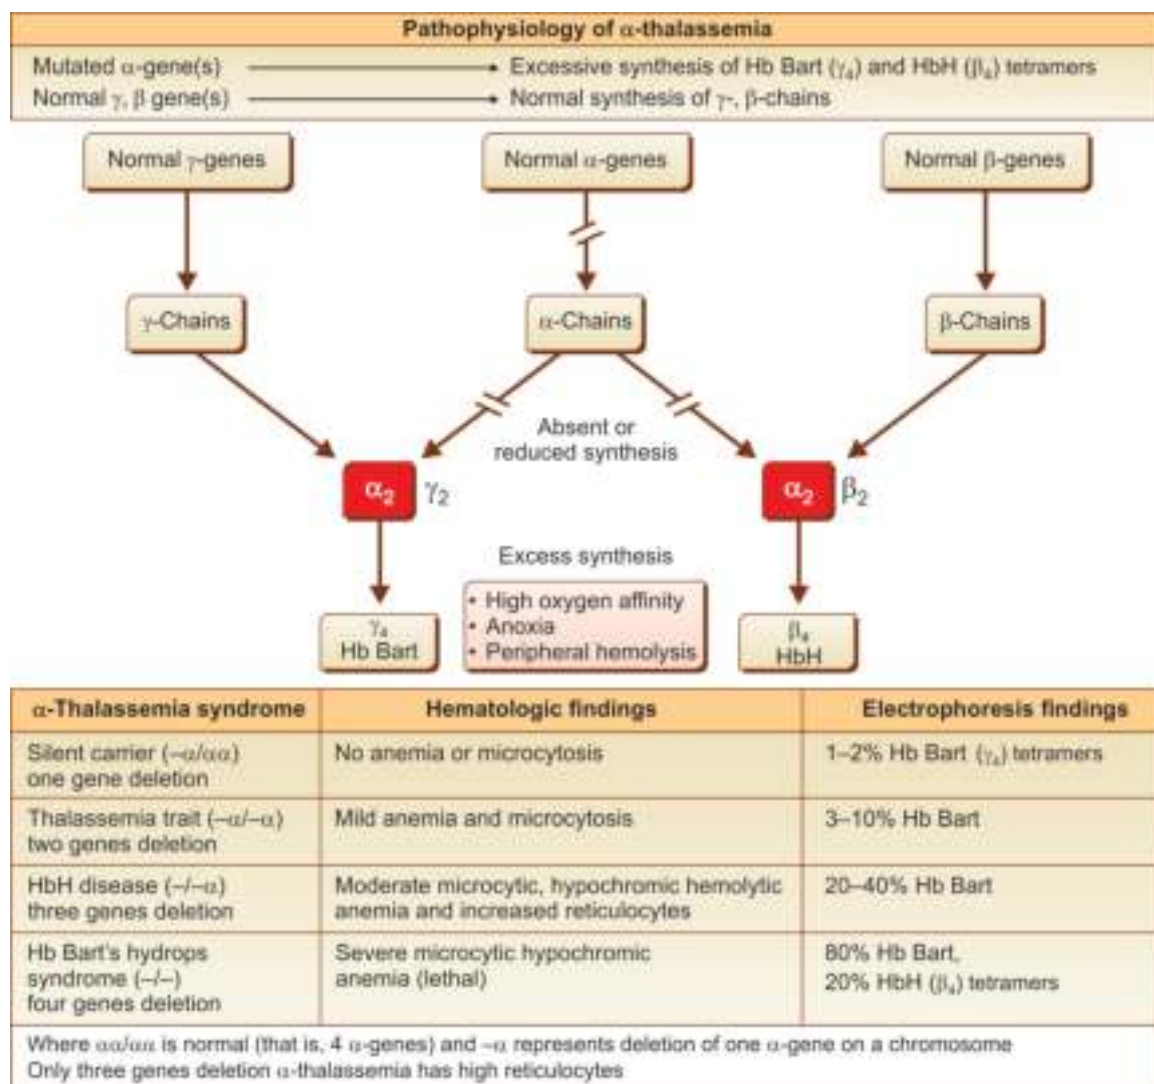 Pathophysiology of α-thalassemia
Mutated α-gene(s) → Excessive synthesis of Hb Bart (γ₄) and HbH (β₄) tetramers
Normal γ, β gene(s) → Normal synthesis of γ-, β-chains
Normal γ-genes
Normal α-genes
Normal β-genes
γ-Chains
α-Chains
β-Chains
Absent or
reduced synthesis
α₂ γ₂
α₂ β₂
Excess synthesis
• High oxygen affinity
• Anoxia
• Peripheral hemolysis
γ₄
Hb Bart
β₄
HbH
α-Thalassemia syndrome
Hematologic findings
Electrophoresis findings
Silent carrier (–α/αα)
one gene deletion
No anemia or microcytosis
1–2% Hb Bart (γ₄) tetramers
Thalassemia trait (–α/–α)
two genes deletion
Mild anemia and microcytosis
3–10% Hb Bart
HbH disease (–/–α)
three genes deletion
Moderate microcytic, hypochromic hemolytic
anemia and increased reticulocytes
20–40% Hb Bart
Hb Bart's hydrops
syndrome (–/–)
four genes deletion
Severe microcytic hypochromic
anemia (lethal)
80% Hb Bart,
20% HbH (β₄) tetramers
Where αα/αα is normal (that is, 4 α-genes) and –α represents deletion of one α-gene on a chromosome
Only three genes deletion α-thalassemia has high reticulocytes